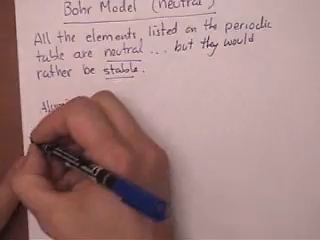 Bohr Model (neutral)
All the elements listed on the periodic
table are neutral ... but they would
rather be stable.